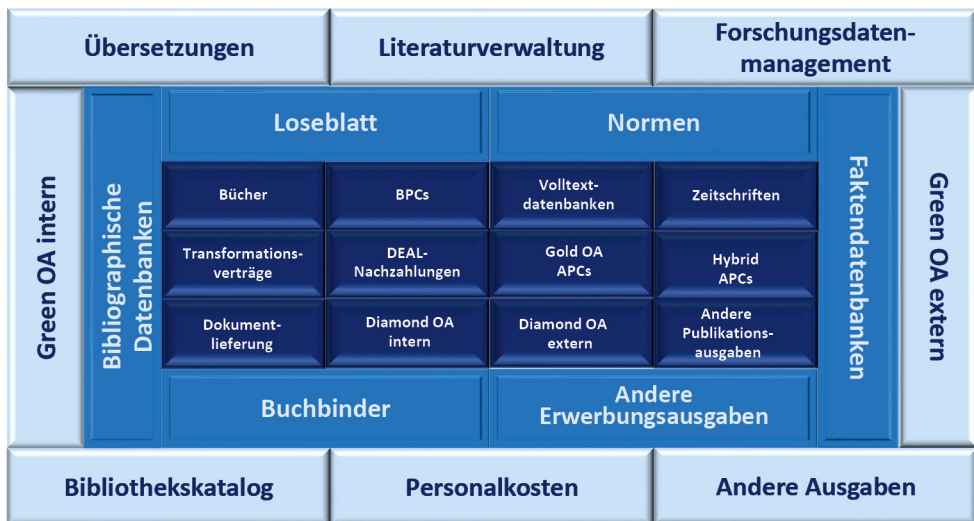 Übersetzungen
Literaturverwaltung
Forschungsdaten-
management
Green OA intern
Bibliographische
Datenbanken
Loseblatt
Normen
Bücher
BPCs
Volltext-
datenbanken
Zeitschriften
Transformations-
verträge
DEAL-
Nachzahlungen
Gold OA
APCs
Hybrid
APCs
Dokument-
lieferung
Diamond OA
intern
Diamond OA
extern
Andere
Publikations-
ausgaben
Buchbinder
Andere
Erwerbungsausgaben
Faktendatenbanken
Green OA extern
Bibliothekskatalog
Personalkosten
Andere Ausgaben